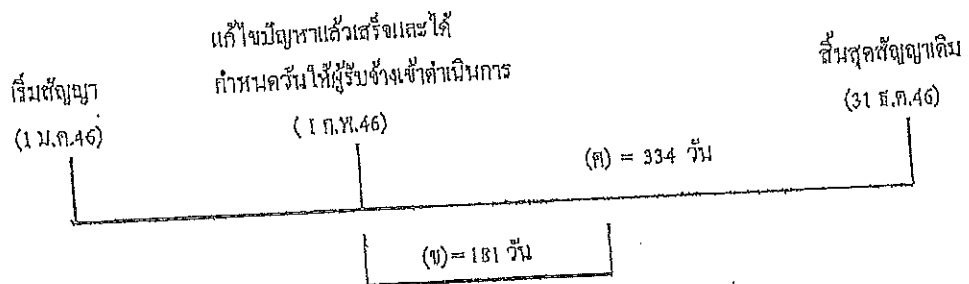 เริ่มสัญญา
(1 ม.ค.46)
แก้ไขปัญหาแล้วเสร็จและได้
กำหนดวันให้ผู้รับจ้างเข้าดำเนินการ
(1 ก.พ.46)
สิ้นสุดสัญญาเดิม
(31 ธ.ค.46)
(ค) = 334 วัน
(ข) = 181 วัน